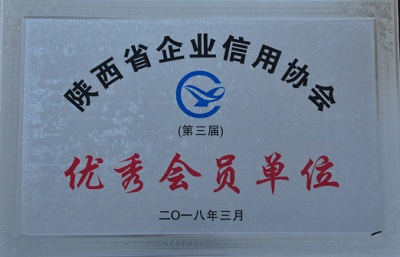 陕西省企业信用协会
(第三届)
优秀会员单位
二〇一八年三月